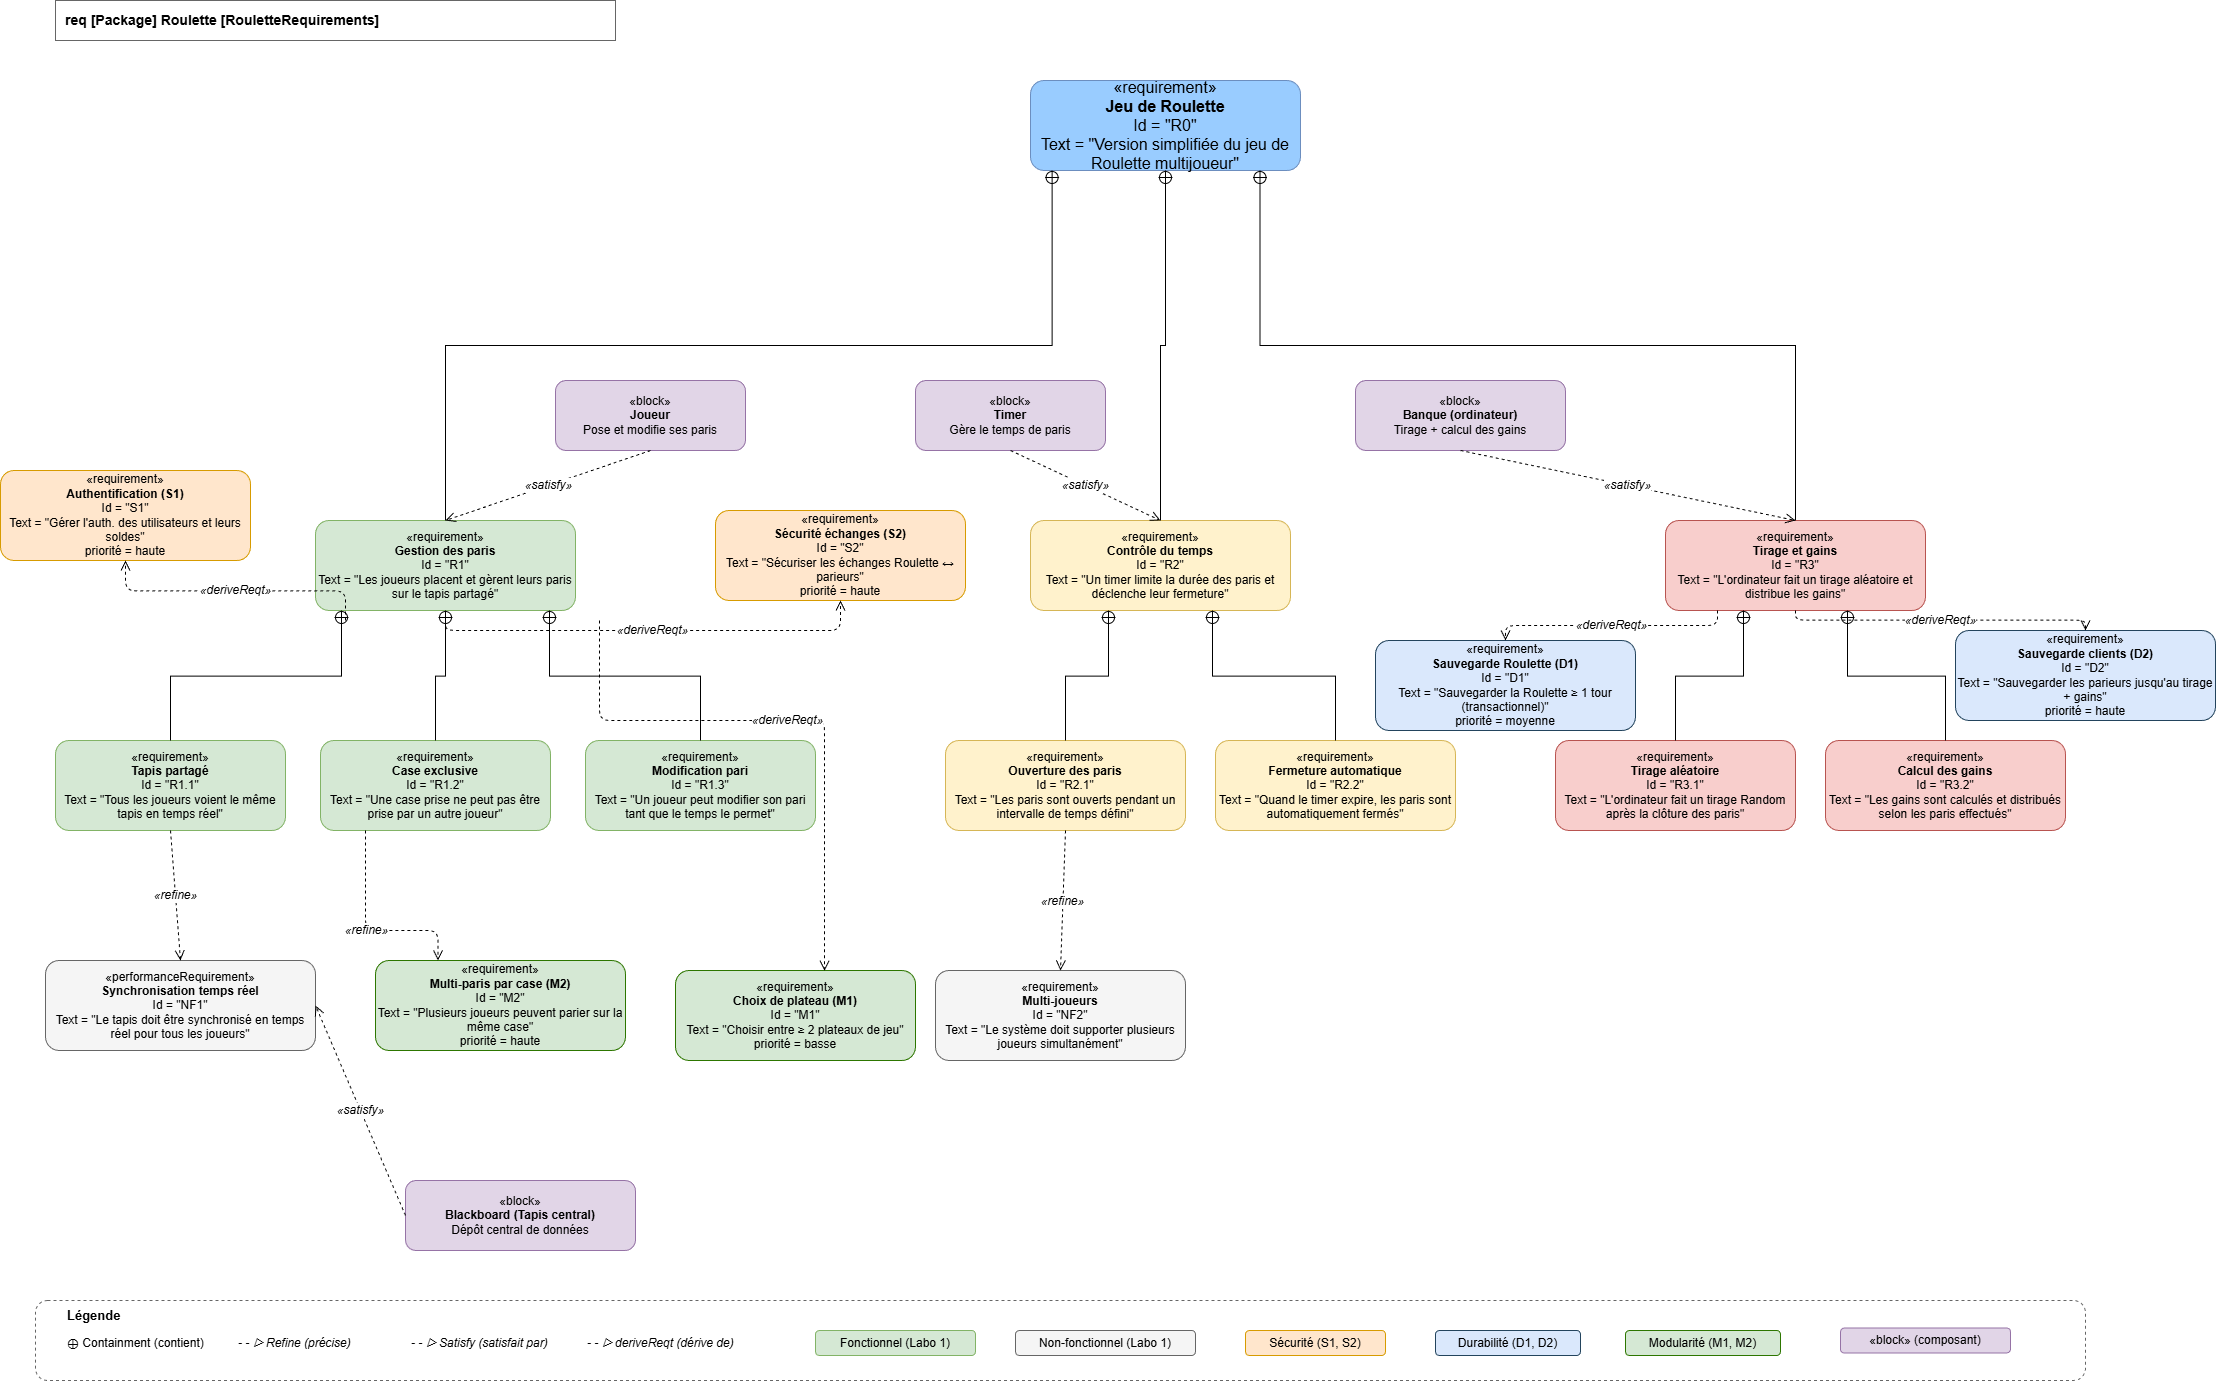 req [Package] Roulette [RouletteRequirements]
«requirement»
Jeu de Roulette
Id = "R0"
Text = "Version simplifiée du jeu de
Roulette multijoueur"
«block»
Joueur
Pose et modifie ses paris
«block»
Timer
Gère le temps de paris
«block»
Banque (ordinateur)
Tirage + calcul des gains
«satisfy»
«satisfy»
«satisfy»
«requirement»
Authentification (S1)
Id = "S1"
Text = "Gérer l'auth. des utilisateurs et leurs
soldes"
priorité = haute
«requirement»
Gestion des paris
Id = "R1"
Text = "Les joueurs placent et gèrent leurs paris
sur le tapis partagé"
«requirement»
Sécurité échanges (S2)
Id = "S2"
Text = "Sécuriser les échanges Roulette ↔
parieurs"
priorité = haute
«requirement»
Contrôle du temps
Id = "R2"
Text = "Un timer limite la durée des paris et
déclenche leur fermeture"
«requirement»
Tirage et gains
Id = "R3"
Text = "L'ordinateur fait un tirage aléatoire et
distribue les gains"
«deriveReqt»
«deriveReqt»
«deriveReqt»
«deriveReqt»
«requirement»
Sauvegarde Roulette (D1)
Id = "D1"
Text = "Sauvegarder la Roulette ≥ 1 tour
(transactionnel)"
priorité = moyenne
«requirement»
Sauvegarde clients (D2)
Id = "D2"
Text = "Sauvegarder les parieurs jusqu'au tirage
+ gains"
priorité = haute
«deriveReqt»
«requirement»
Tapis partagé
Id = "R1.1"
Text = "Tous les joueurs voient le même
tapis en temps réel"
«requirement»
Case exclusive
Id = "R1.2"
Text = "Une case prise ne peut pas être
prise par un autre joueur"
«requirement»
Modification pari
Id = "R1.3"
Text = "Un joueur peut modifier son pari
tant que le temps le permet"
«requirement»
Ouverture des paris
Id = "R2.1"
Text = "Les paris sont ouverts pendant un
intervalle de temps défini"
«requirement»
Fermeture automatique
Id = "R2.2"
Text = "Quand le timer expire, les paris sont
automatiquement fermés"
«requirement»
Tirage aléatoire
Id = "R3.1"
Text = "L'ordinateur fait un tirage Random
après la clôture des paris"
«requirement»
Calcul des gains
Id = "R3.2"
Text = "Les gains sont calculés et distribués
selon les paris effectués"
«refine»
«refine»
«refine»
«performanceRequirement»
Synchronisation temps réel
Id = "NF1"
Text = "Le tapis doit être synchronisé en temps
réel pour tous les joueurs"
«requirement»
Multi-paris par case (M2)
Id = "M2"
Text = "Plusieurs joueurs peuvent parier sur la
même case"
priorité = haute
«requirement»
Choix de plateau (M1)
Id = "M1"
Text = "Choisir entre ≥ 2 plateaux de jeu"
priorité = basse
«requirement»
Multi-joueurs
Id = "NF2"
Text = "Le système doit supporter plusieurs
joueurs simultanément"
«satisfy»
«block»
Blackboard (Tapis central)
Dépôt central de données
Légende
⊕ Containment (contient)
- - ▷ Refine (précise)
- - ▷ Satisfy (satisfait par)
- - ▷ deriveReqt (dérive de)
Fonctionnel (Labo 1)
Non-fonctionnel (Labo 1)
Sécurité (S1, S2)
Durabilité (D1, D2)
Modularité (M1, M2)
«block» (composant)